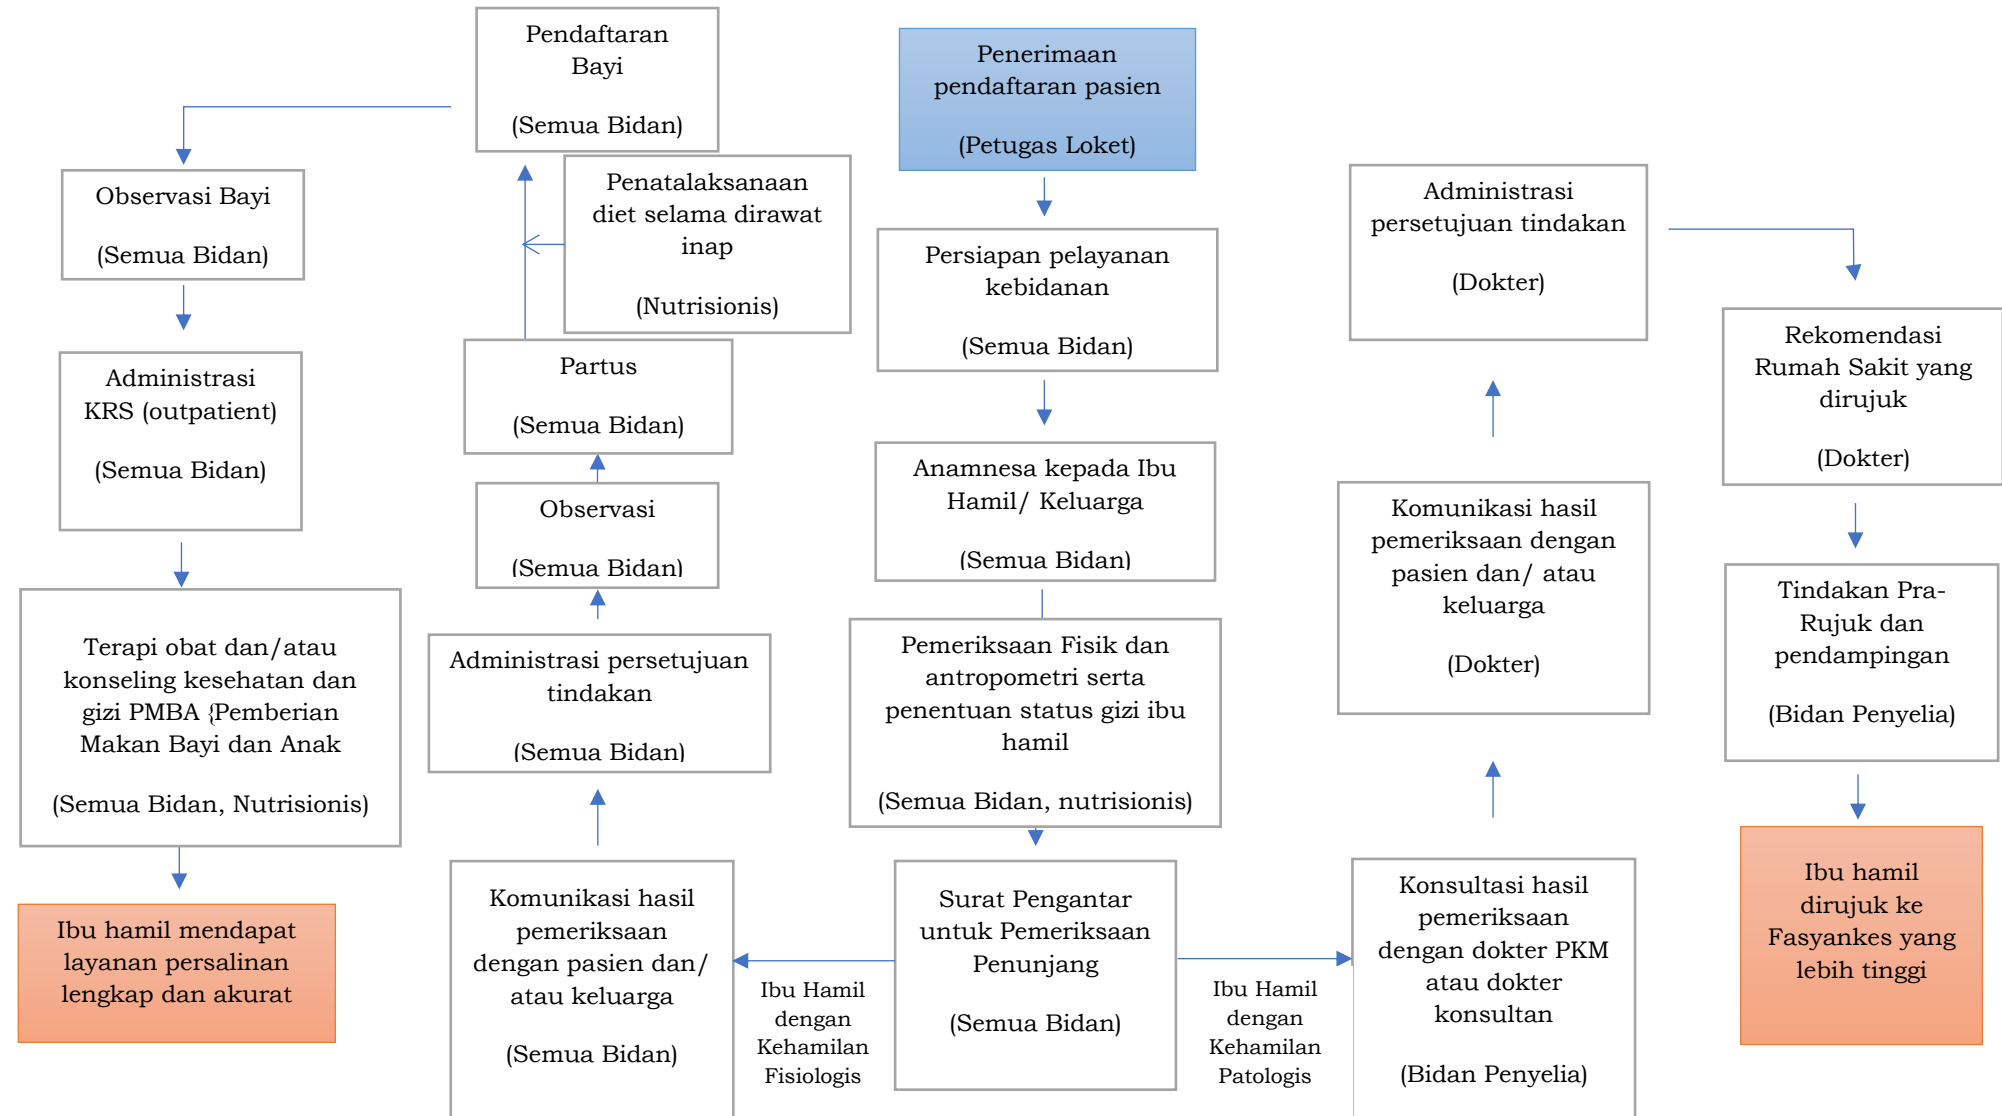 Pendaftaran
Bayi
(Semua Bidan)
Penerimaan
pendaftaran pasien
(Petugas Loket)
Observasi Bayi
(Semua Bidan)
Penatalaksanaan
diet selama dirawat
inap
(Nutrisionis)
Administrasi
persetujuan tindakan
(Dokter)
Persiapan pelayanan
kebidanan
(Semua Bidan)
Rekomendasi
Rumah Sakit yang
dirujuk
(Dokter)
Administrasi
KRS (outpatient)
(Semua Bidan)
Partus
(Semua Bidan)
Anamnesa kepada Ibu
Hamil/ Keluarga
(Semua Bidan)
Observasi
(Semua Bidan)
Komunikasi hasil
pemeriksaan dengan
pasien dan/ atau
keluarga
(Dokter)
Tindakan Pra-
Rujuk dan
pendampingan
(Bidan Penyelia)
Terapi obat dan/atau
konseling kesehatan dan
gizi PMBA {Pemberian
Makan Bayi dan Anak
(Semua Bidan, Nutrisionis)
Administrasi persetujuan
tindakan
(Semua Bidan)
Pemeriksaan Fisik dan
antropometri serta
penentuan status gizi ibu
hamil
(Semua Bidan, nutrisionis)
Ibu hamil mendapat
layanan persalinan
lengkap dan akurat
Komunikasi hasil
pemeriksaan
dengan pasien dan/
atau keluarga
(Semua Bidan)
Ibu Hamil
dengan
Kehamilan
Fisiologis
Surat Pengantar
untuk Pemeriksaan
Penunjang
(Semua Bidan)
Ibu Hamil
dengan
Kehamilan
Patologis
Konsultasi hasil
pemeriksaan
dengan dokter PKM
atau dokter
konsultan
(Bidan Penyelia)
Ibu hamil
dirujuk ke
Fasyankes yang
lebih tinggi